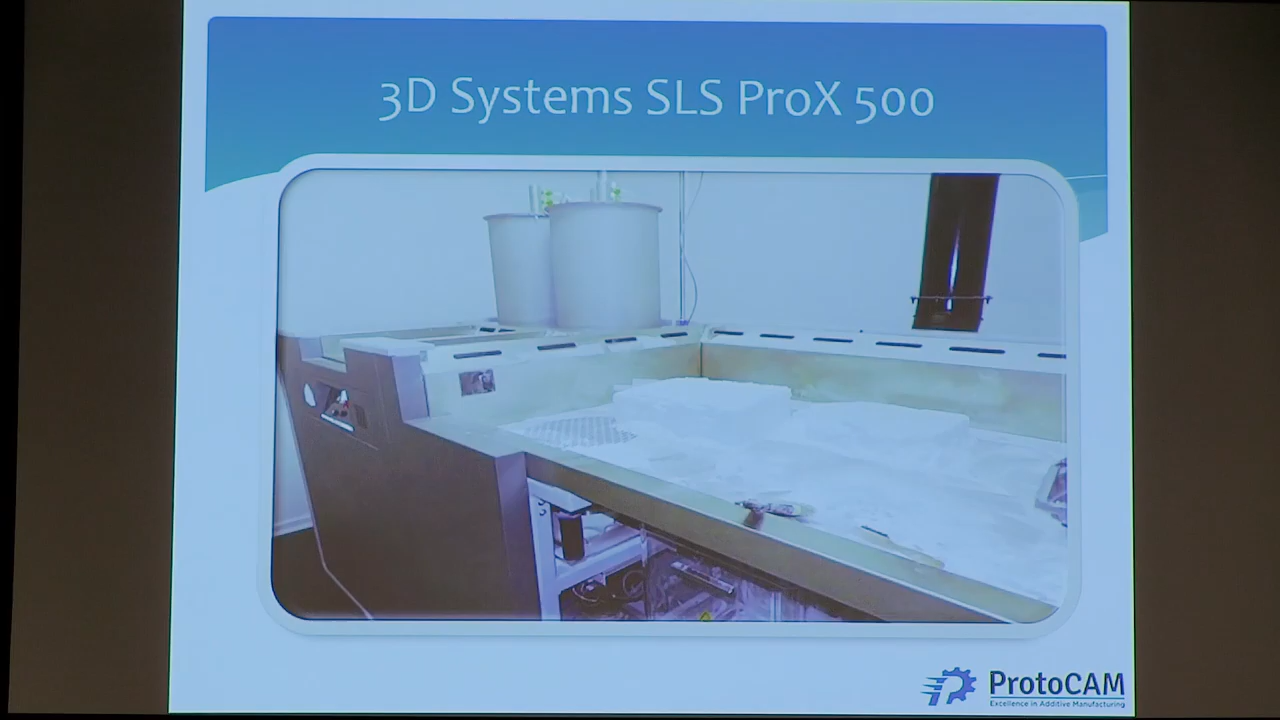 3D Systems SLS ProX 500
ProtoCAM
Excellence in Additive Manufacturing